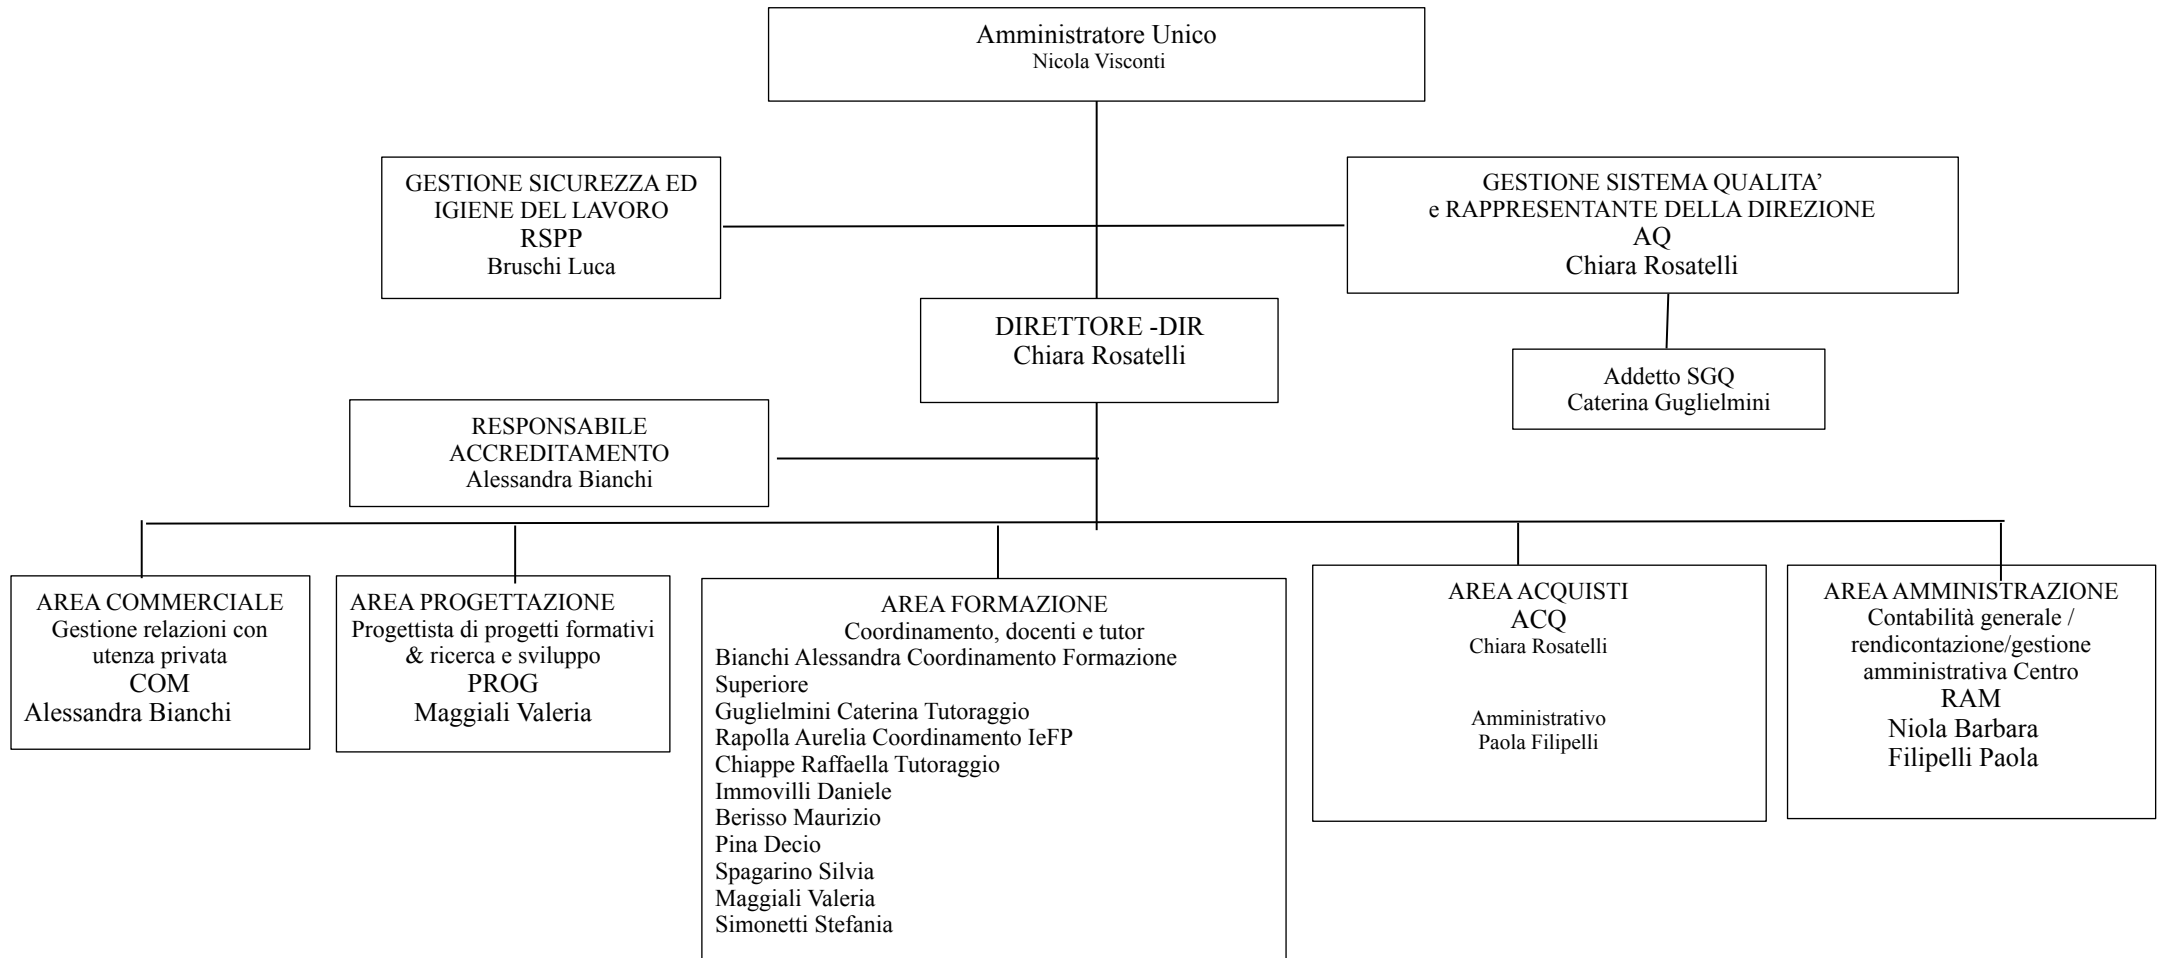 Amministratore Unico
Nicola Visconti
GESTIONE SICUREZZA ED
IGIENE DEL LAVORO
RSPP
Bruschi Luca
GESTIONE SISTEMA QUALITA’
e RAPPRESENTANTE DELLA DIREZIONE
AQ
Chiara Rosatelli
DIRETTORE -DIR
Chiara Rosatelli
Addetto SGQ
Caterina Guglielmini
RESPONSABILE
ACCREDITAMENTO
Alessandra Bianchi
AREA COMMERCIALE
Gestione relazioni con
utenza privata
COM
Alessandra Bianchi
AREA PROGETTAZIONE
Progettista di progetti formativi
& ricerca e sviluppo
PROG
Maggiali Valeria
AREA FORMAZIONE
Coordinamento, docenti e tutor
Bianchi Alessandra Coordinamento Formazione
Superiore
Guglielmini Caterina Tutoraggio
Rapolla Aurelia Coordinamento IeFP
Chiappe Raffaella Tutoraggio
Immovilli Daniele
Berisso Maurizio
Pina Decio
Spagarino Silvia
Maggiali Valeria
Simonetti Stefania
AREA ACQUISTI
ACQ
Chiara Rosatelli
Amministrativo
Paola Filipelli
AREA AMMINISTRAZIONE
Contabilità generale /
rendicontazione/gestione
amministrativa Centro
RAM
Niola Barbara
Filipelli Paola